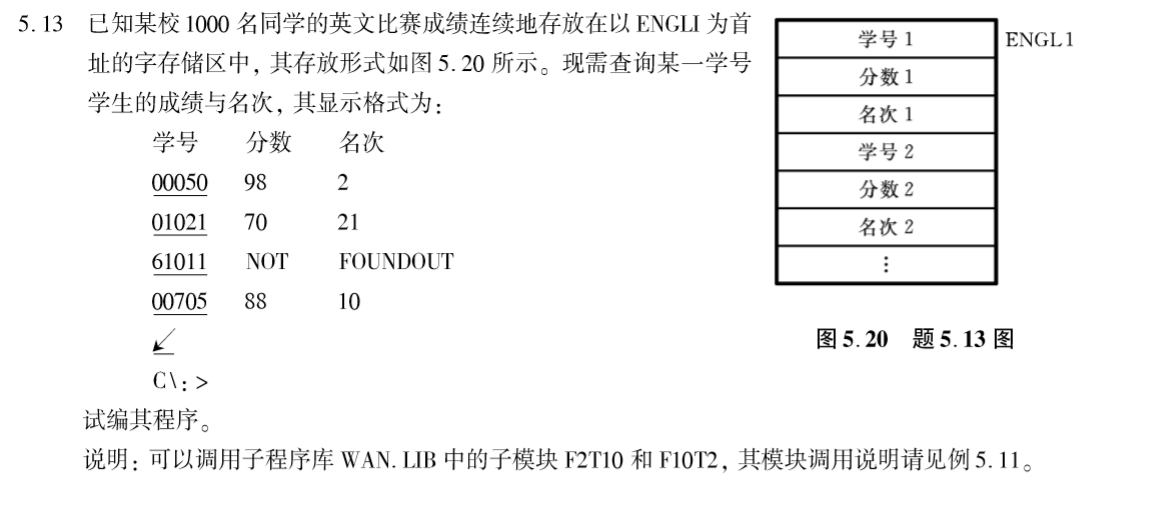 5.13 已知某校 1000 名同学的英文比赛成绩连续地存放在以 ENGLI 为首
址的字存储区中，其存放形式如图 5.20 所示。现需查询某一学号
学生的成绩与名次，其显示格式为：
学号 分数 名次
00050 98 2
01021 70 21
61011 NOT FOUNDOUT
00705 88 10
↙
C\：>
学号 1 ENGL1
分数 1
名次 1
学号 2
分数 2
名次 2
⋮
图 5.20 题 5.13 图
试编其程序。
说明：可以调用子程序库 WAN. LIB 中的子模块 F2T10 和 F10T2，其模块调用说明请见例 5.11。